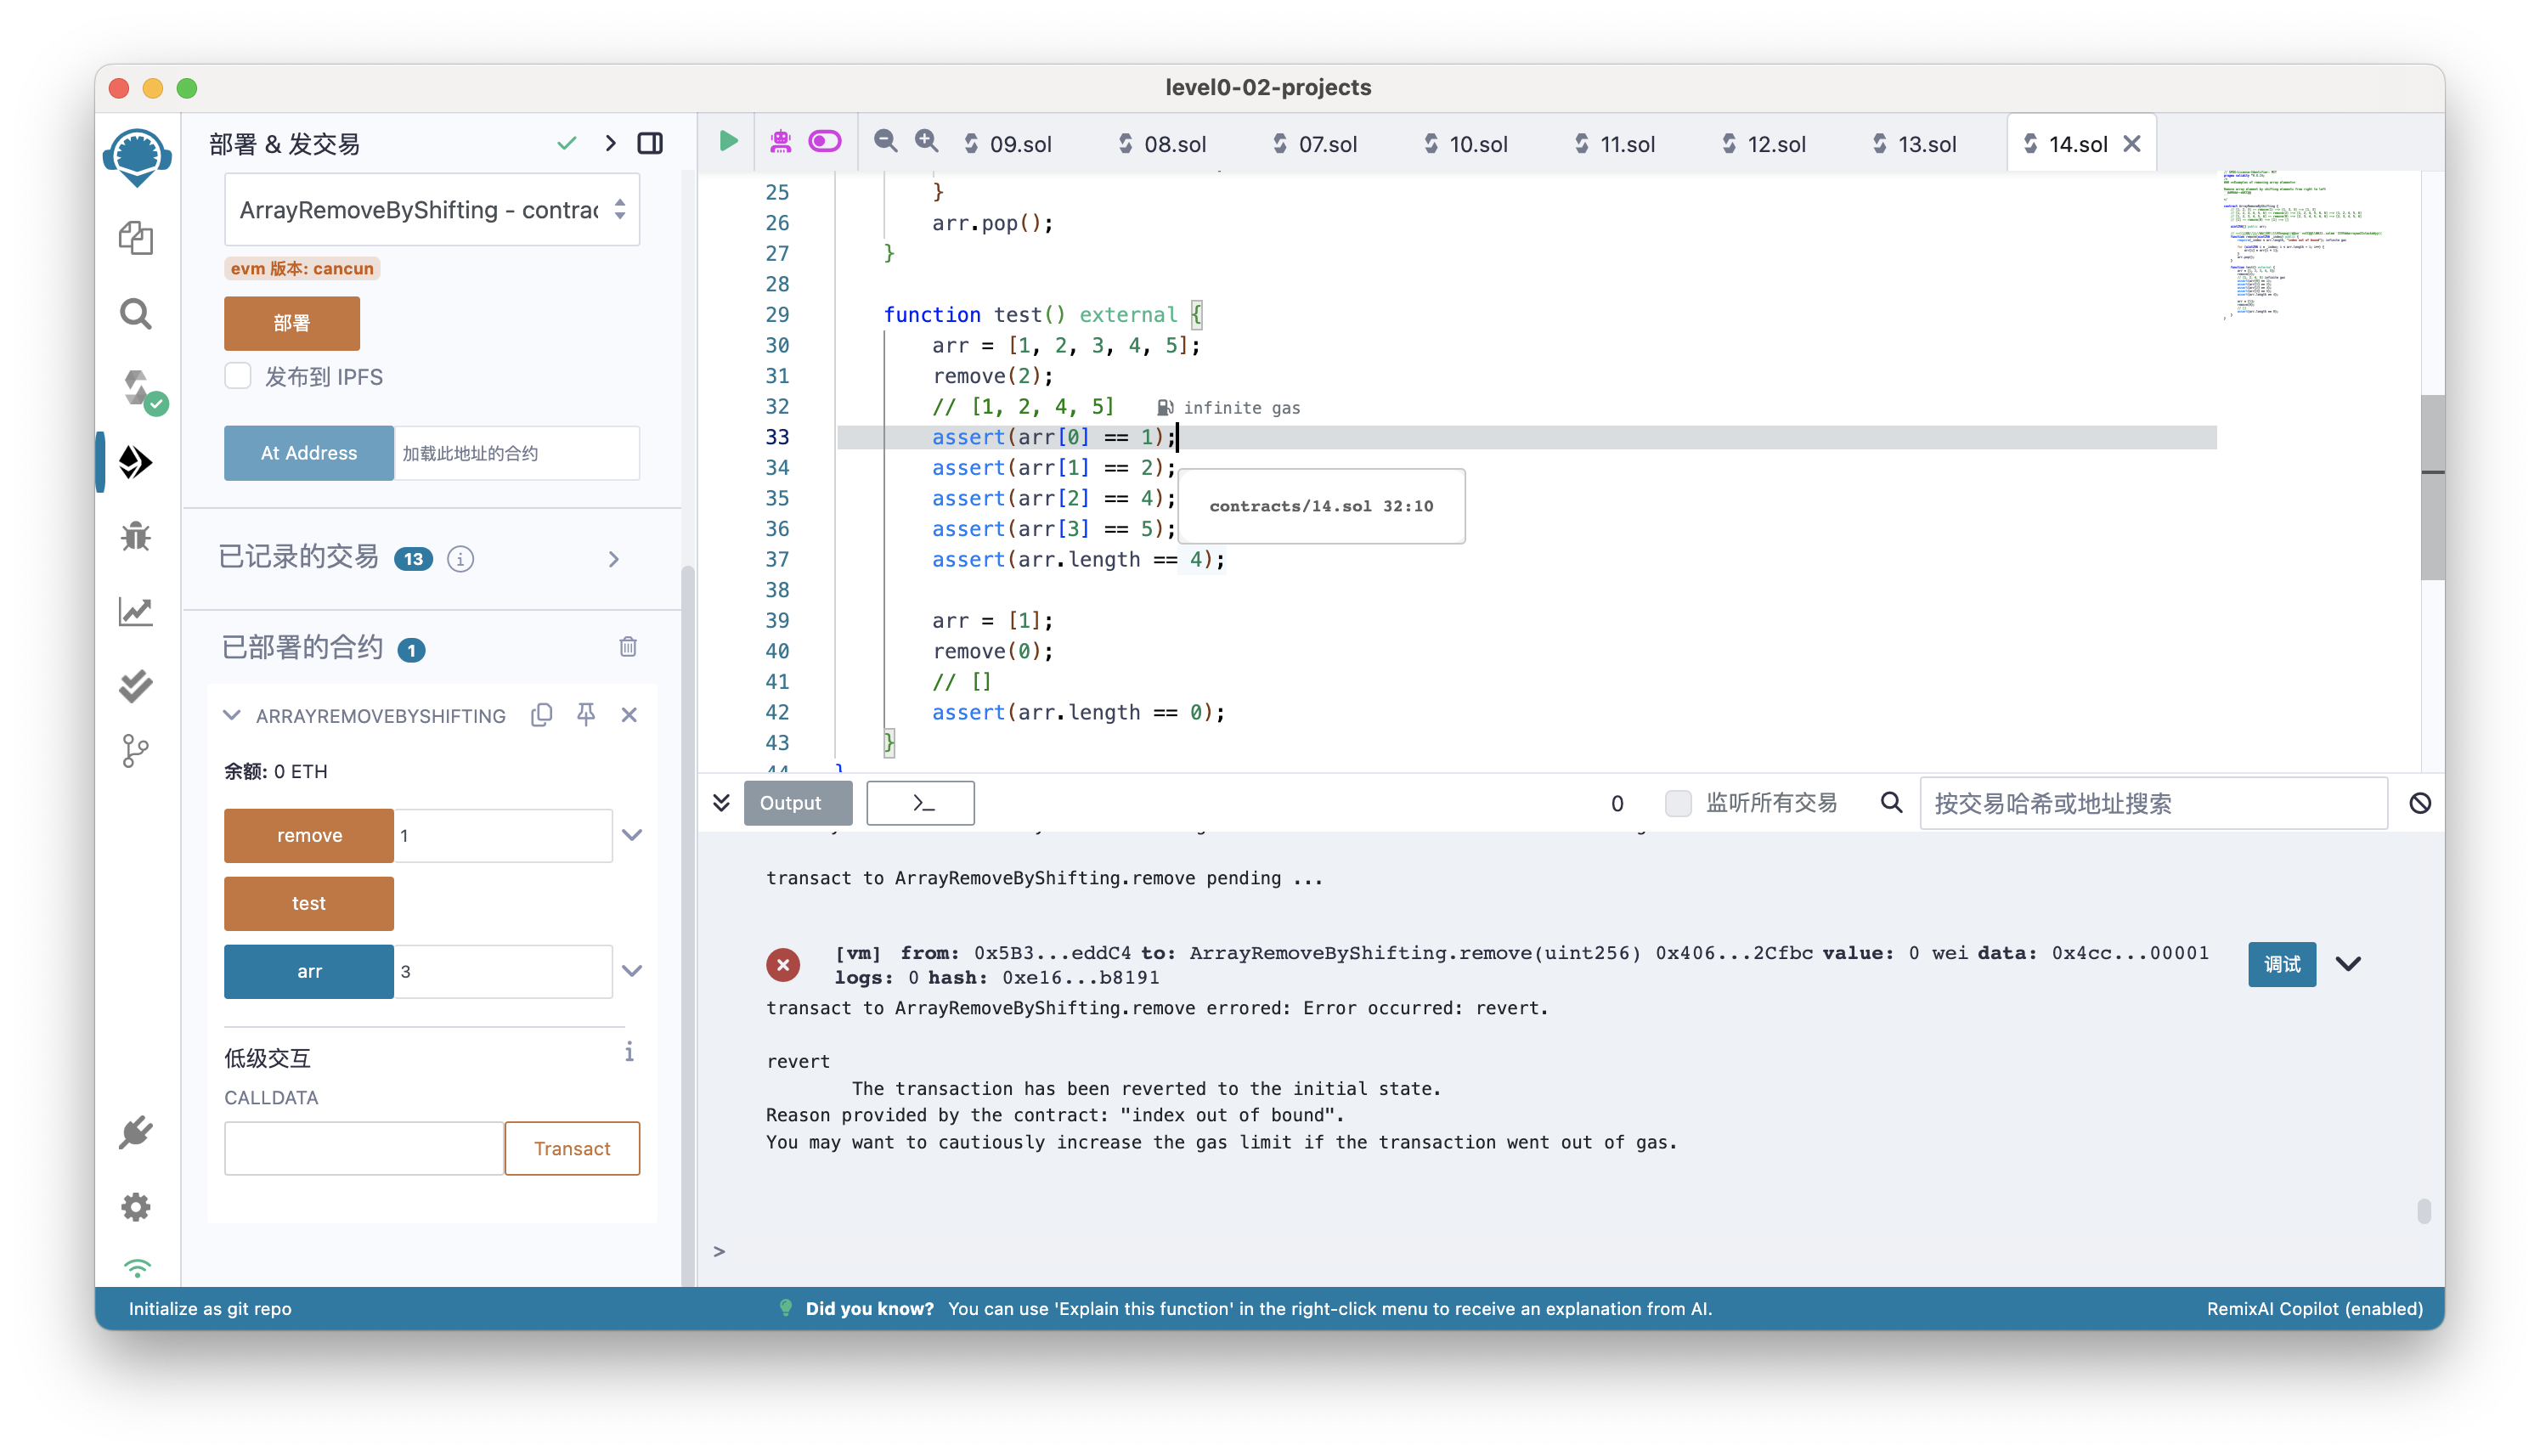 level0-02-projects
部署 & 发交易
ArrayRemoveByShifting - contrac
evm 版本: cancun
部署
发布到 IPFS
At Address
加载此地址的合约
已记录的交易 13
已部署的合约 1
ARRAYREMOVEBYSHIFTING
余额: 0 ETH
remove 1
test
arr 3
低级交互
CALLDATA
Transact
09.sol 08.sol 07.sol 10.sol 11.sol 12.sol 13.sol 14.sol
25 }
26 arr.pop();
27 }
28
29 function test() external {
30 arr = [1, 2, 3, 4, 5];
31 remove(2);
32 // [1, 2, 4, 5] infinite gas
33 assert(arr[0] == 1);
34 assert(arr[1] == 2);
35 assert(arr[2] == 4);
contracts/14.sol 32:10
36 assert(arr[3] == 5);
37 assert(arr.length == 4);
38
39 arr = [1];
40 remove(0);
41 // []
42 assert(arr.length == 0);
43 }
44 }
Output >_ 0 监听所有交易 按交易哈希或地址搜索
transact to ArrayRemoveByShifting.remove pending ...
[vm] from: 0x5B3...eddC4 to: ArrayRemoveByShifting.remove(uint256) 0x406...2Cfbc value: 0 wei data: 0x4cc...00001
logs: 0 hash: 0xe16...b8191
调试
transact to ArrayRemoveByShifting.remove errored: Error occurred: revert.
revert
The transaction has been reverted to the initial state.
Reason provided by the contract: "index out of bound".
You may want to cautiously increase the gas limit if the transaction went out of gas.
>
Initialize as git repo
Did you know? You can use 'Explain this function' in the right-click menu to receive an explanation from AI.
RemixAI Copilot (enabled)